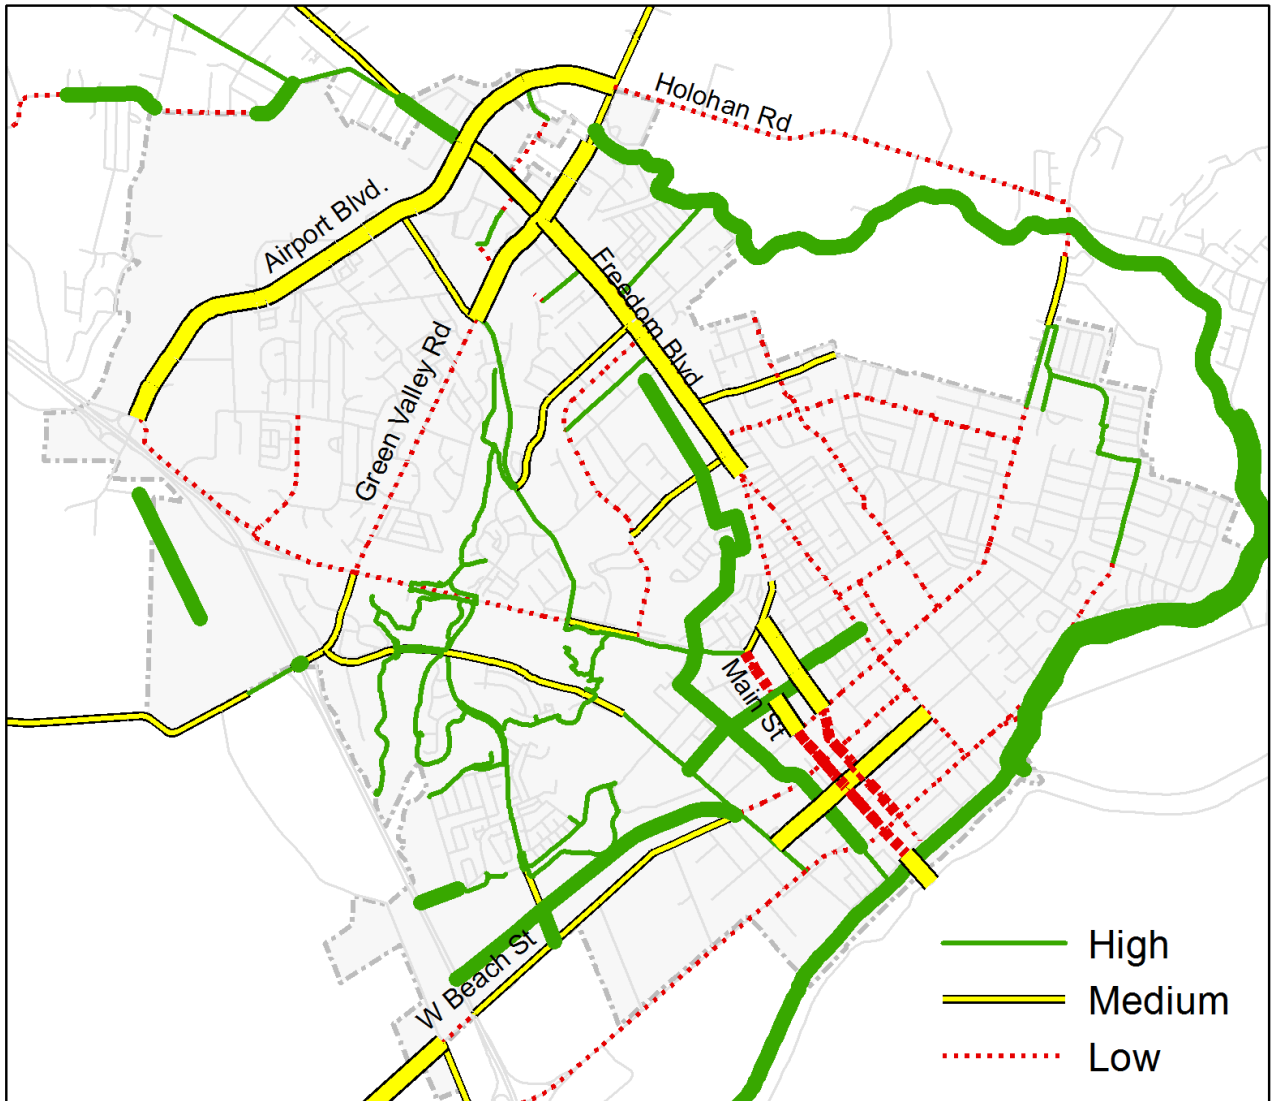 Holohan Rd
Airport Blvd.
Freedom Blvd
Green Valley Rd
Main St
W Beach St
High
Medium
Low